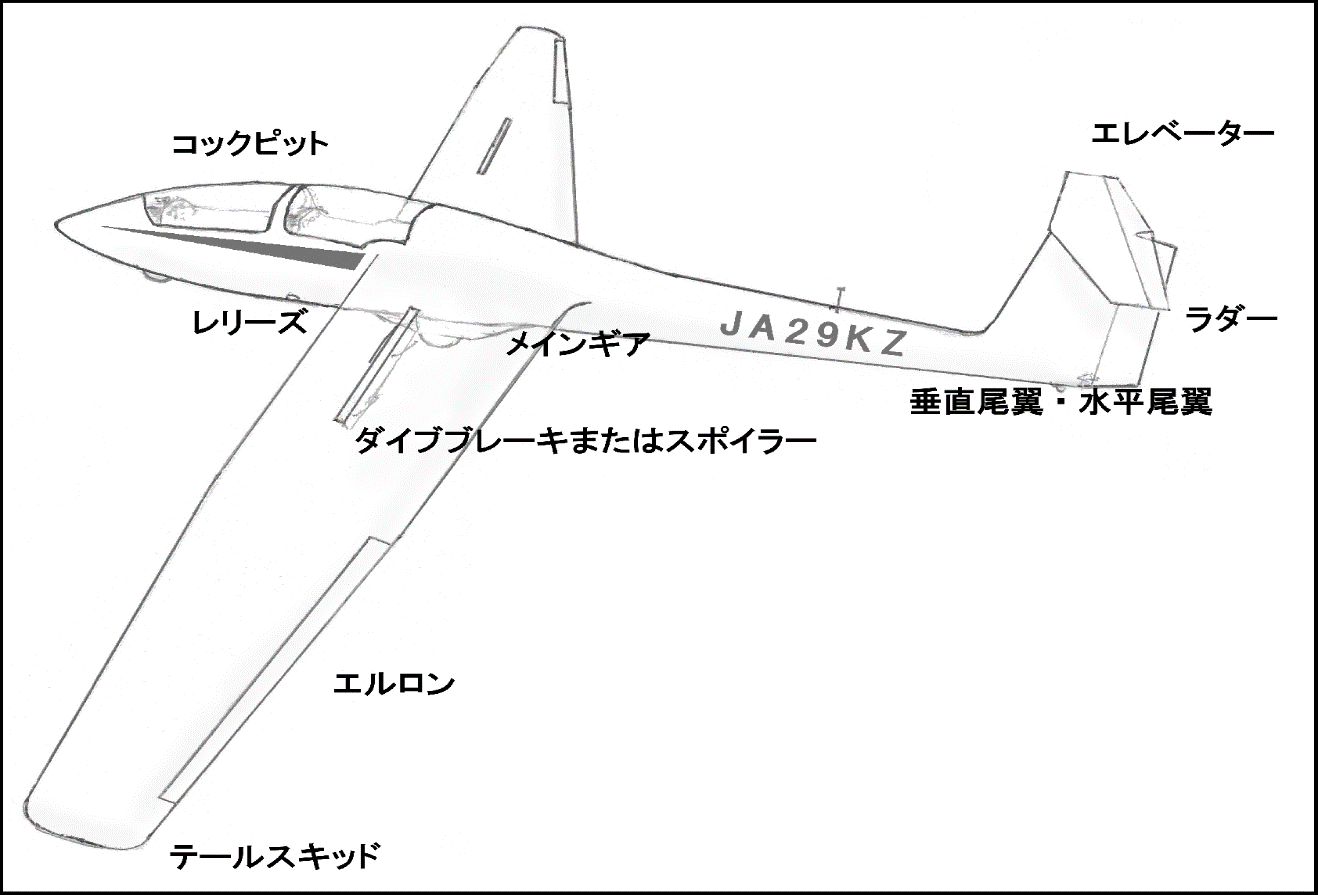 エレベーター
コックピット
レリーズ
ラダー
JA29KZ
メインギア
垂直尾翼・水平尾翼
ダイブブレーキまたはスポイラー
エルロン
テールスキッド